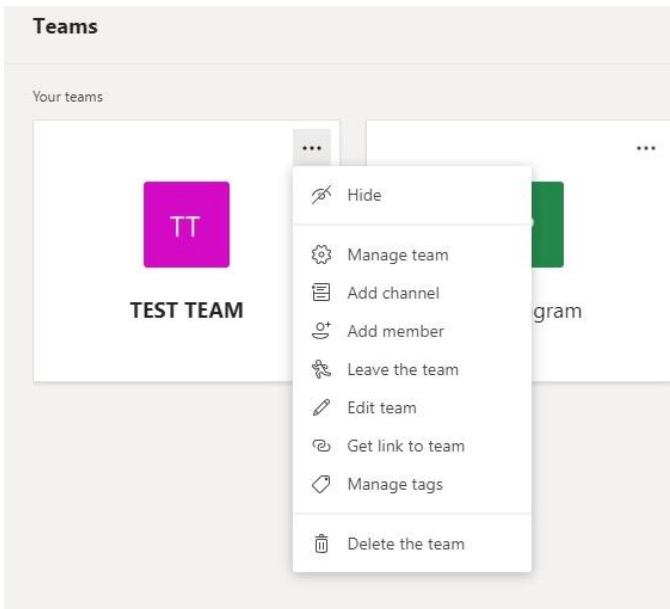 Teams
Your teams
...
...
TT
TEST TEAM
Hide
Manage team
Add channel
gram
Add member
Leave the team
Edit team
Get link to team
Manage tags
Delete the team